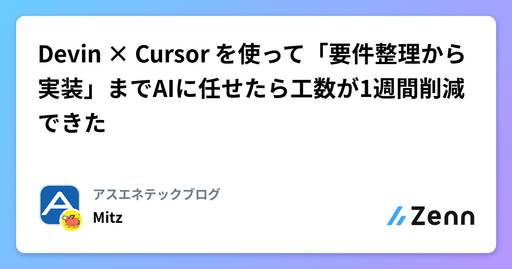 Devin × Cursor を使って「要件整理から
実装」までAIに任せたら工数が1週間削減
できた
アスエネテックブログ
Mitz
Zenn